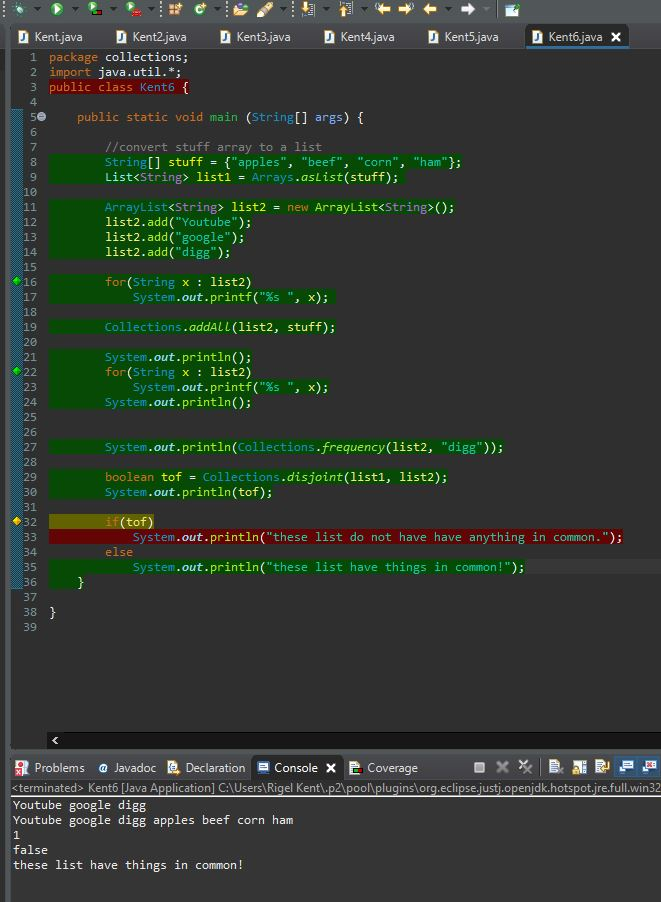 Kent.java Kent2.java Kent3.java Kent4.java Kent5.java Kent6.java
1 package collections;
2 import java.util.*;
3 public class Kent6 {
4
5 public static void main (String[] args) {
6
7 //convert stuff array to a list
8 String[] stuff = {"apples", "beef", "corn", "ham"};
9 List<String> list1 = Arrays.asList(stuff);
10
11 ArrayList<String> list2 = new ArrayList<String>();
12 list2.add("Youtube");
13 list2.add("google");
14 list2.add("digg");
15
16 for(String x : list2)
17 System.out.printf("%s ", x);
18
19 Collections.addAll(list2, stuff);
20
21 System.out.println();
22 for(String x : list2)
23 System.out.printf("%s ", x);
24 System.out.println();
25
26
27 System.out.println(Collections.frequency(list2, "digg"));
28
29 boolean tof = Collections.disjoint(list1, list2);
30 System.out.println(tof);
31
32 if(tof)
33 System.out.println("these list do not have have anything in common.");
34 else
35 System.out.println("these list have things in common!");
36 }
37
38 }
39
Problems Javadoc Declaration Console Coverage
<terminated> Kent6 [Java Application] C:\Users\Rigel Kent\.p2\pool\plugins\org.eclipse.justj.openjdk.hotspot.jre.full.win32
Youtube google digg
Youtube google digg apples beef corn ham
1
false
these list have things in common!